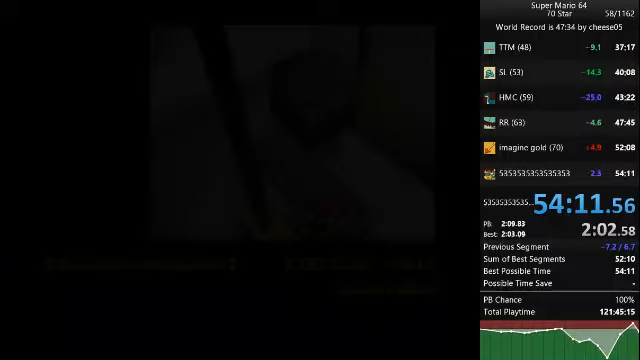 Super Mario 64
70 Star 58/1162
World Record is 47:34 by cheese05
TTM (48) −9.1 37:17
SL (53) −14.3 40:08
HMC (59) −25.0 43:22
RR (63) −4.6 47:45
imagine gold (70) +4.9 52:08
5353535353535353 2.3 54:11
53535353535... 54:11.56
PB: 2:09.83
Best: 2:03.09
2:02.58
Previous Segment −7.2 / 6.7
Sum of Best Segments 52:10
Best Possible Time 54:11
Possible Time Save -
PB Chance 100%
Total Playtime 121:45:15